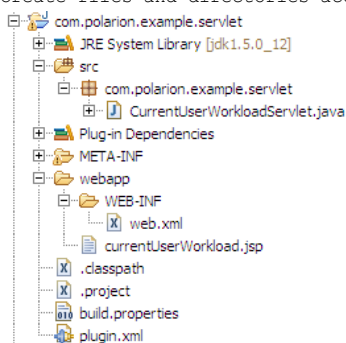 com.polarion.example.servlet
JRE System Library [jdk1.5.0_12]
src
com.polarion.example.servlet
CurrentUserWorkloadServlet.java
Plug-in Dependencies
META-INF
webapp
WEB-INF
web.xml
currentUserWorkload.jsp
.classpath
.project
build.properties
plugin.xml